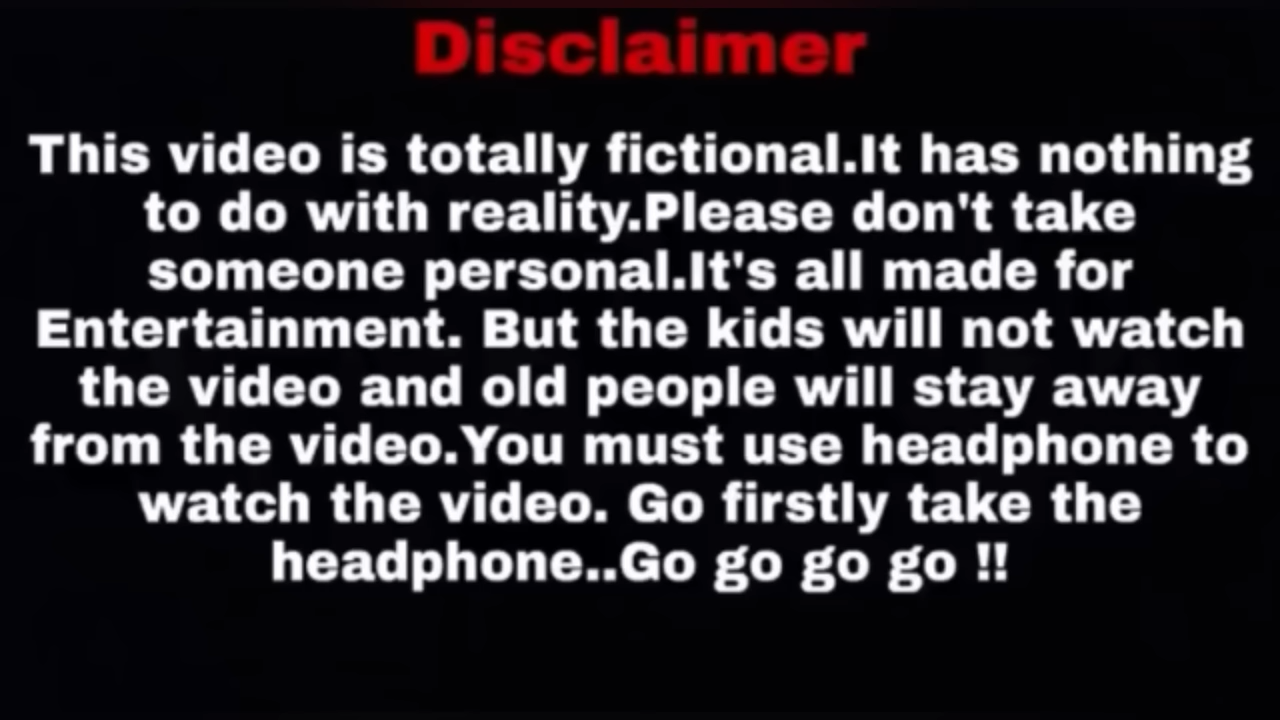 Disclaimer
This video is totally fictional.It has nothing
to do with reality.Please don't take
someone personal.It's all made for
Entertainment. But the kids will not watch
the video and old people will stay away
from the video.You must use headphone to
watch the video. Go firstly take the
headphone..Go go go go !!